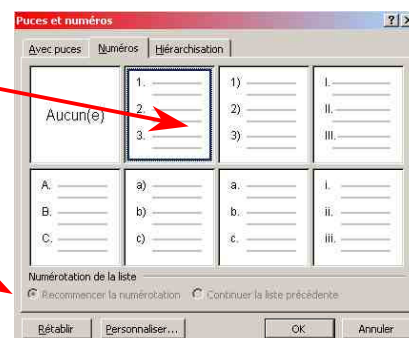 Puces et numéros
Avec puces Numéros Hiérarchisation
Aucun(e)
1.
2.
3.
1)
2)
3)
I.
II.
III.
A.
B.
C.
a)
b)
c)
a.
b.
c.
i.
ii.
iii.
Numérotation de la liste
Recommencer la numérotation Continuer la liste précédente
Rétablir Personnaliser... OK Annuler